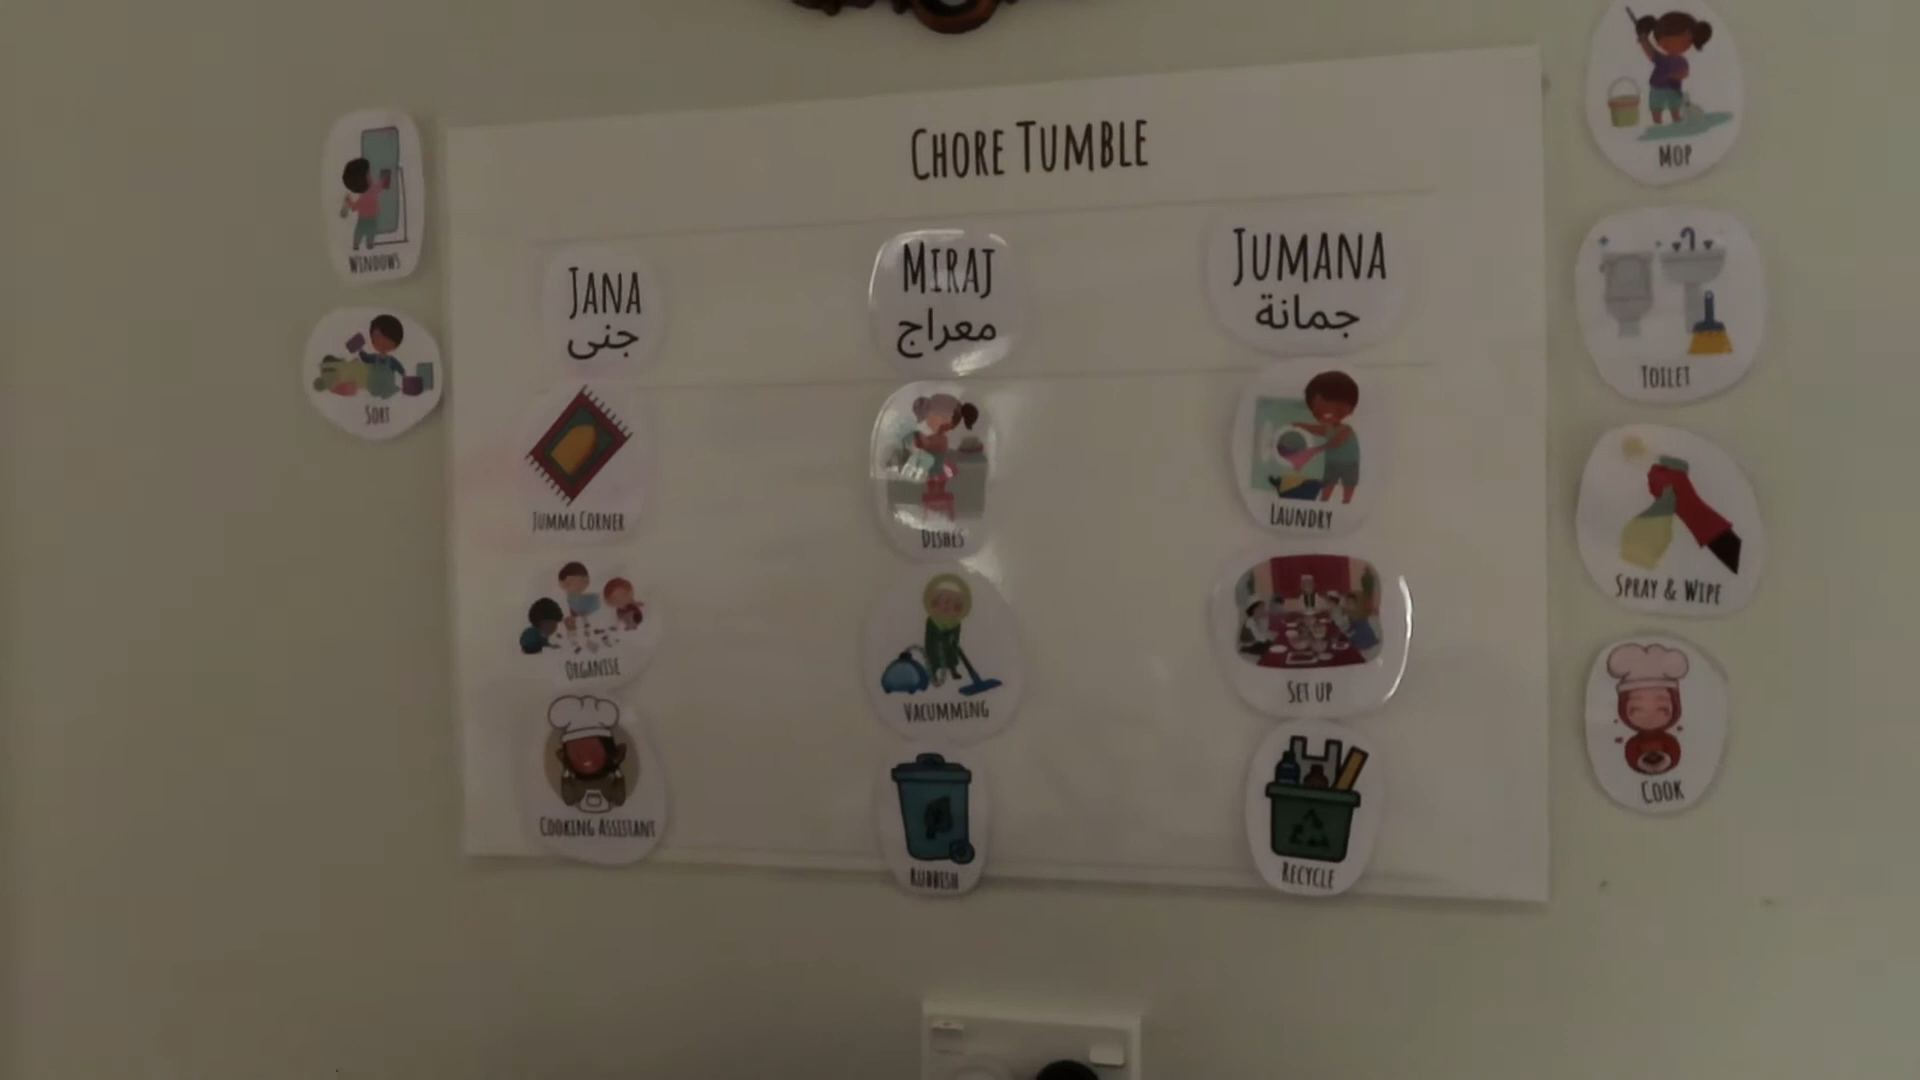 CHORE TUMBLE
JANA
جنى
MIRAJ
معراج
JUMANA
جمانة
JUMMA CORNER
ORGANISE
COOKING ASSISTANT
DISHES
VACUMMING
RUBBISH
LAUNDRY
SET UP
RECYCLE
WINDOWS
SORT
MOP
TOILET
SPRAY & WIPE
COOK